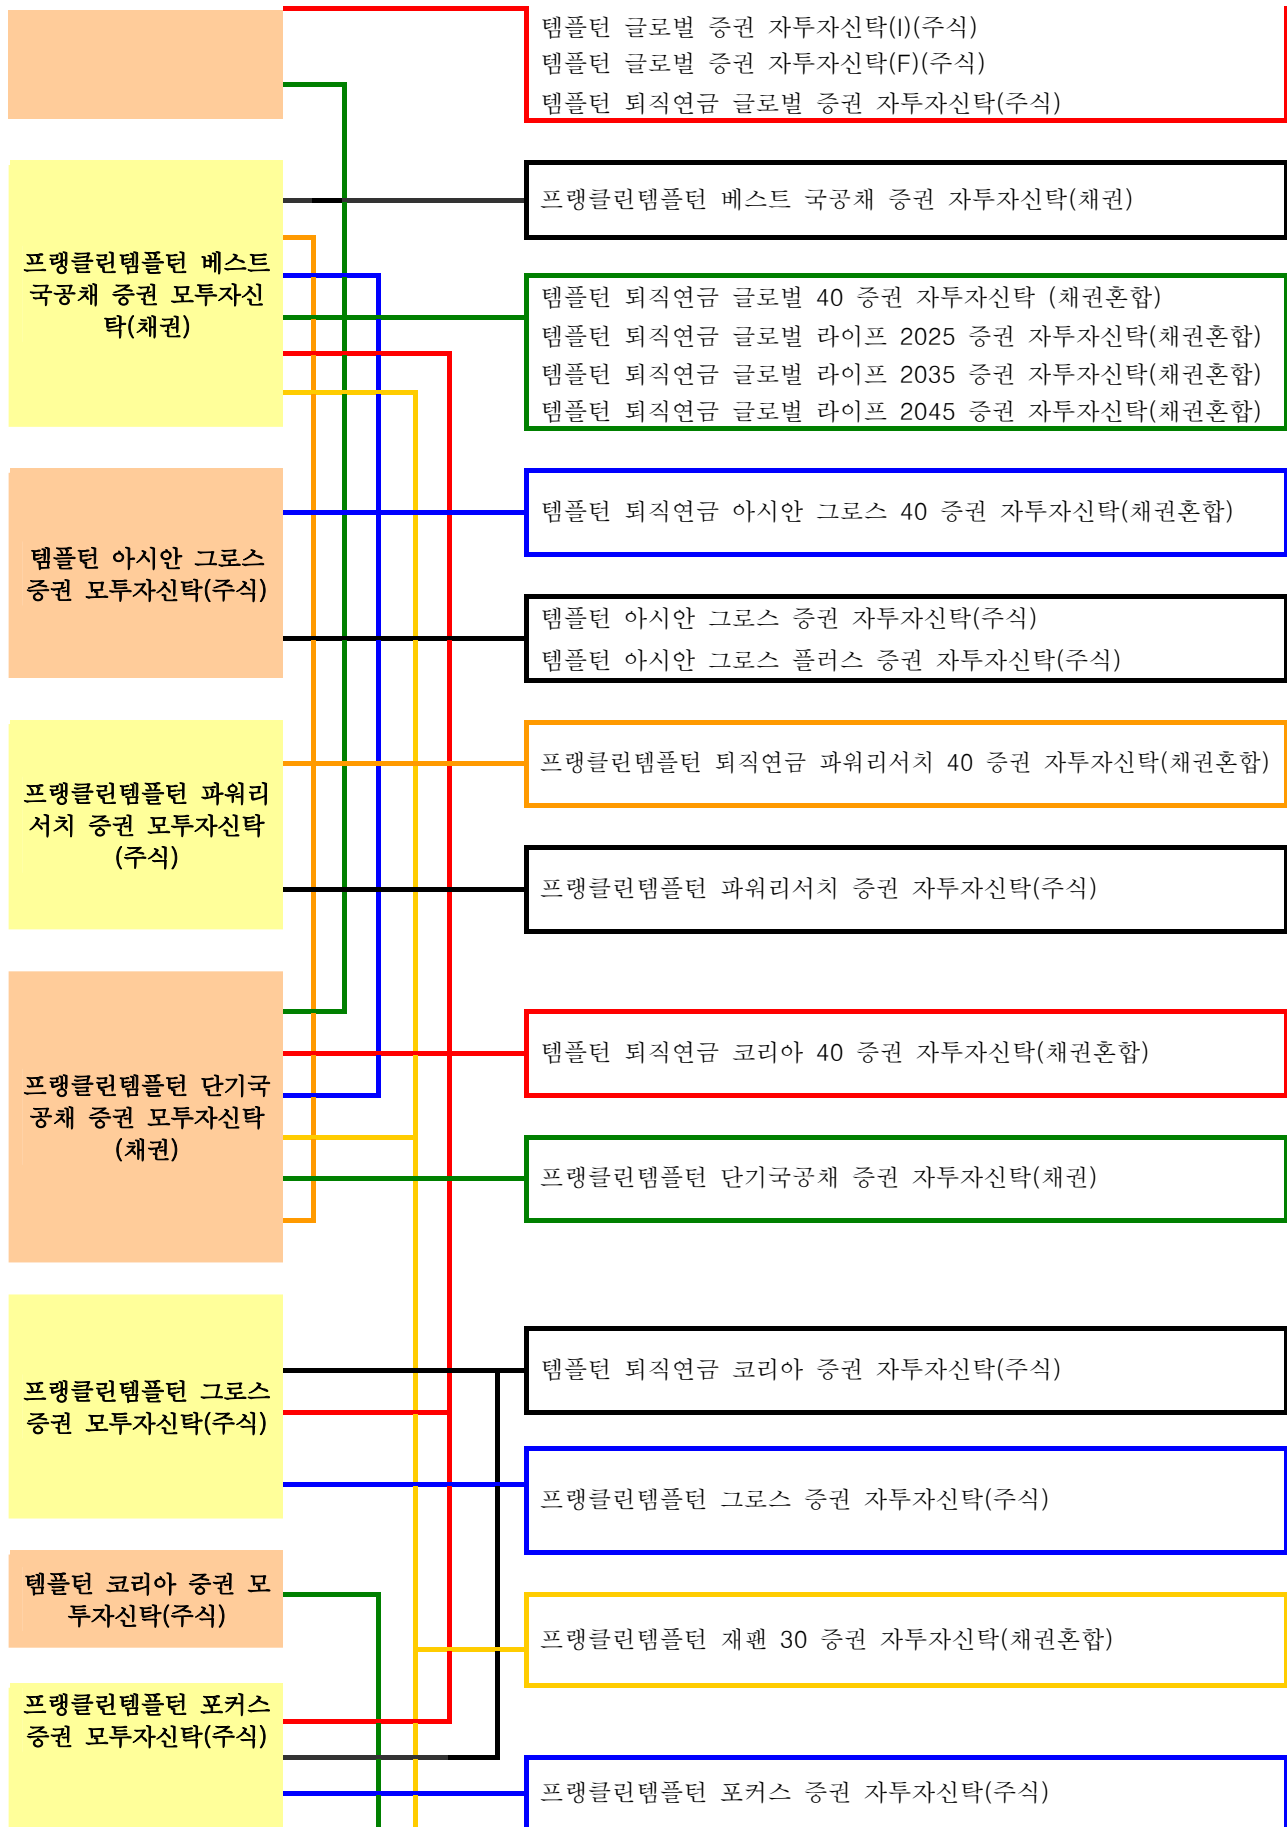 템플턴 글로벌 증권 자투자신탁(I)(주식)
템플턴 글로벌 증권 자투자신탁(F)(주식)
템플턴 퇴직연금 글로벌 증권 자투자신탁(주식)
프랭클린템플턴 베스트
국공채 증권 모투자신
탁(채권)
프랭클린템플턴 베스트 국공채 증권 자투자신탁(채권)
템플턴 퇴직연금 글로벌 40 증권 자투자신탁 (채권혼합)
템플턴 퇴직연금 글로벌 라이프 2025 증권 자투자신탁(채권혼합)
템플턴 퇴직연금 글로벌 라이프 2035 증권 자투자신탁(채권혼합)
템플턴 퇴직연금 글로벌 라이프 2045 증권 자투자신탁(채권혼합)
템플턴 아시안 그로스
증권 모투자신탁(주식)
템플턴 퇴직연금 아시안 그로스 40 증권 자투자신탁(채권혼합)
템플턴 아시안 그로스 증권 자투자신탁(주식)
템플턴 아시안 그로스 플러스 증권 자투자신탁(주식)
프랭클린템플턴 파워리
서치 증권 모투자신탁
(주식)
프랭클린템플턴 퇴직연금 파워리서치 40 증권 자투자신탁(채권혼합)
프랭클린템플턴 파워리서치 증권 자투자신탁(주식)
프랭클린템플턴 단기국
공채 증권 모투자신탁
(채권)
템플턴 퇴직연금 코리아 40 증권 자투자신탁(채권혼합)
프랭클린템플턴 단기국공채 증권 자투자신탁(채권)
프랭클린템플턴 그로스
증권 모투자신탁(주식)
템플턴 퇴직연금 코리아 증권 자투자신탁(주식)
프랭클린템플턴 그로스 증권 자투자신탁(주식)
템플턴 코리아 증권 모
투자신탁(주식)
프랭클린템플턴 재팬 30 증권 자투자신탁(채권혼합)
프랭클린템플턴 포커스
증권 모투자신탁(주식)
프랭클린템플턴 포커스 증권 자투자신탁(주식)